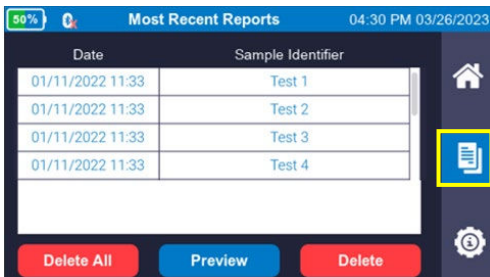 50% Most Recent Reports 04:30 PM 03/26/2023
Date Sample Identifier
01/11/2022 11:33 Test 1
01/11/2022 11:33 Test 2
01/11/2022 11:33 Test 3
01/11/2022 11:33 Test 4
Delete All Preview Delete